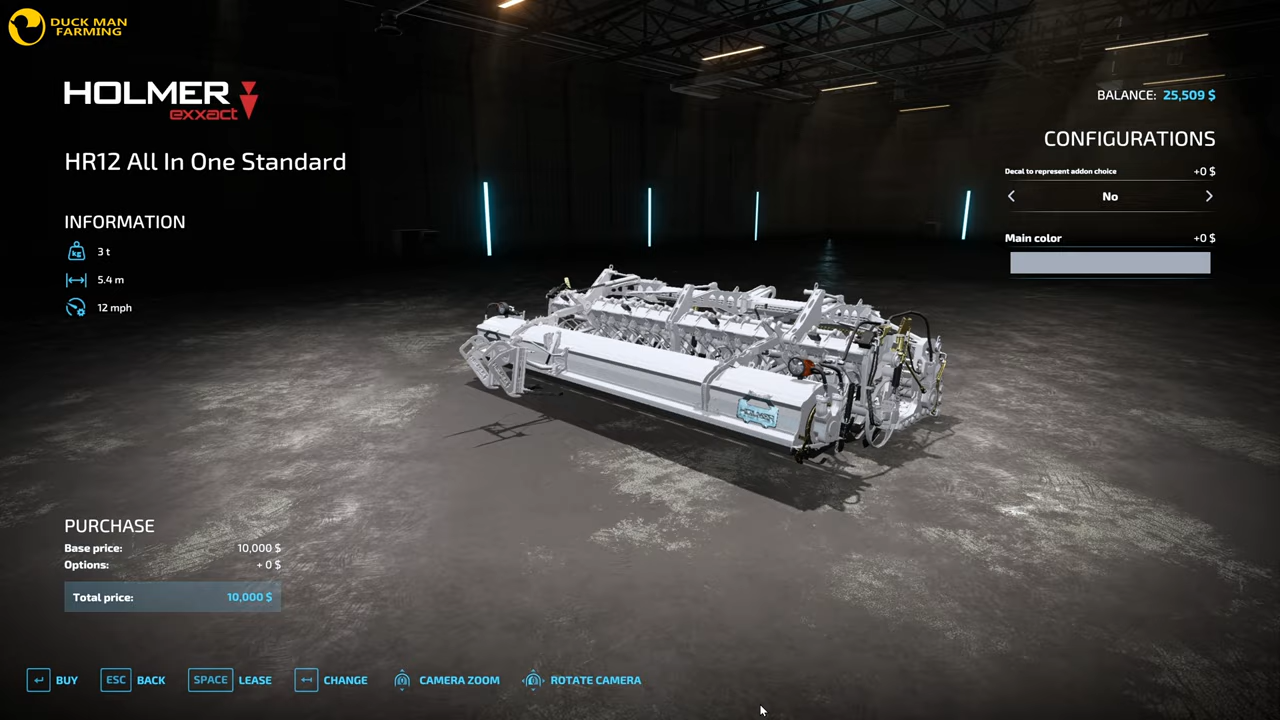 DUCK MAN
FARMING
HOLMER
exxact
HR12 All In One Standard
INFORMATION
3 t
5.4 m
12 mph
BALANCE: 25,509 $
CONFIGURATIONS
Decal to represent addon choice +0 $
No
Main color +0 $
HOLMER
PURCHASE
Base price: 10,000 $
Options: + 0 $
Total price: 10,000 $
BUY
ESC BACK
SPACE LEASE
CHANGE
CAMERA ZOOM
ROTATE CAMERA